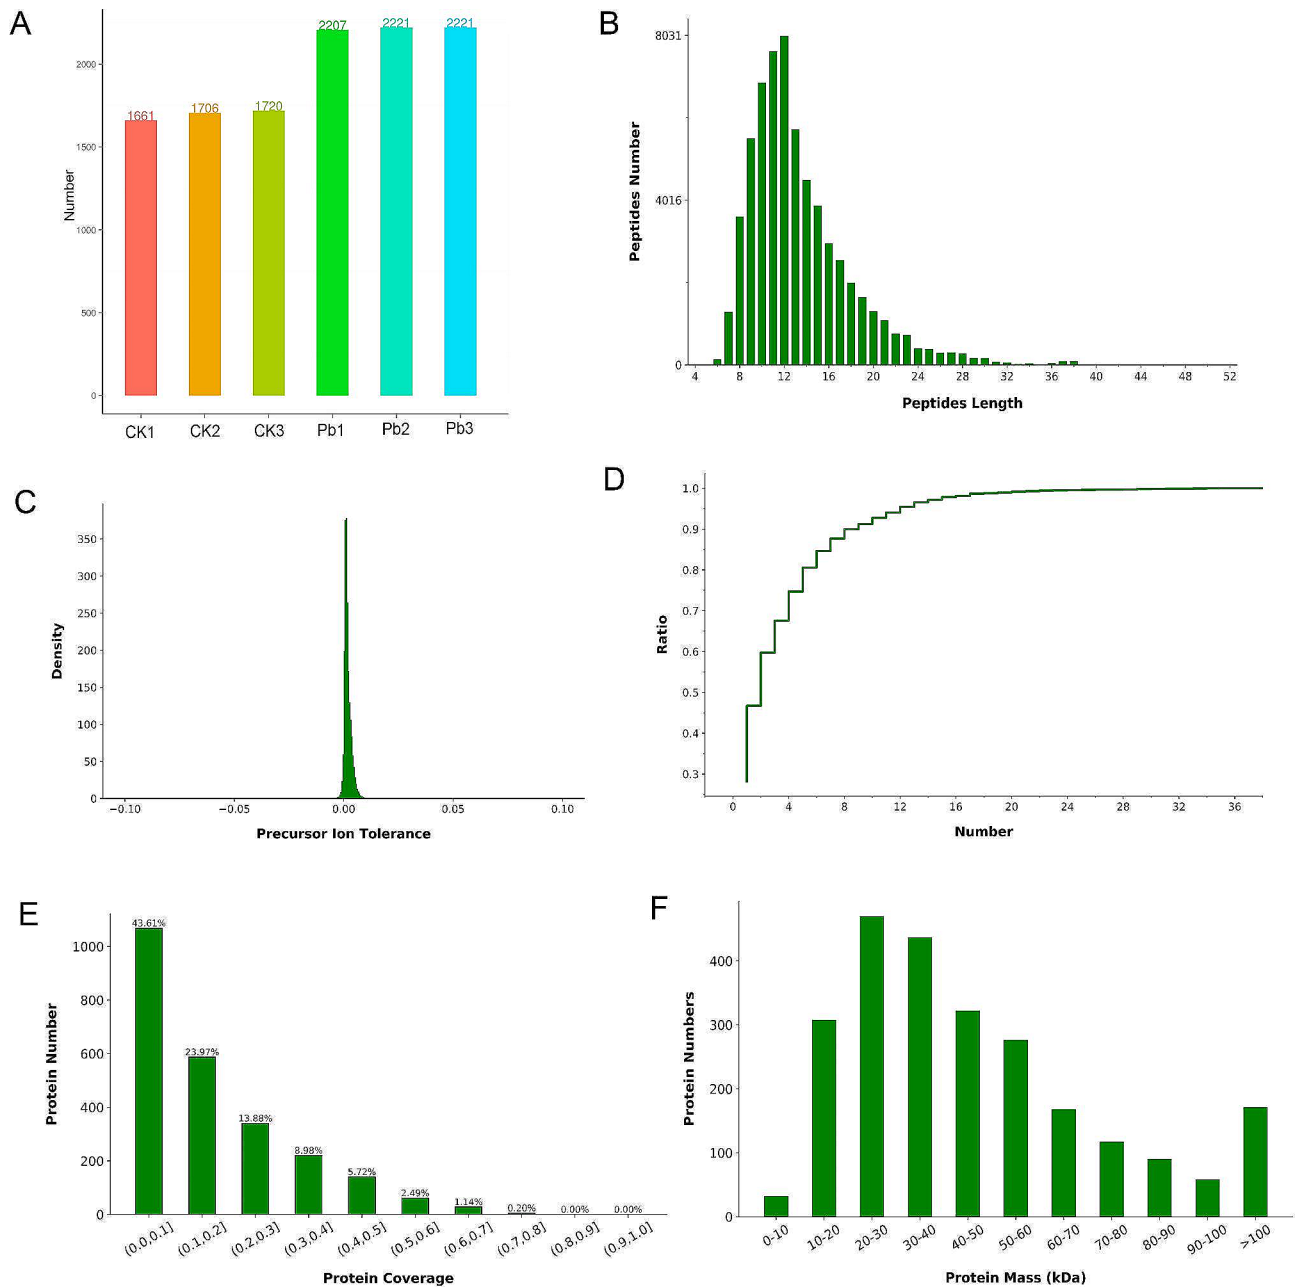 A
2207
2221
2221
1661
1706
1720
2000
1500
1000
500
0
Number
CK1 CK2 CK3 Pb1 Pb2 Pb3
B
8031
4016
0
Peptides Number
4 8 12 16 20 24 28 32 36 40 44 48 52
Peptides Length
C
350
300
250
200
150
100
50
0
Density
−0.10 −0.05 0.00 0.05 0.10
Precursor Ion Tolerance
D
1.0
0.9
0.8
0.7
0.6
0.5
0.4
0.3
Ratio
0 4 8 12 16 20 24 28 32 36
Number
E
43.61%
23.97%
13.88%
8.98%
5.72%
2.49%
1.14%
0.20%
0.00%
0.00%
1000
800
600
400
200
0
Protein Number
(0.0,0.1] (0.1,0.2] (0.2,0.3] (0.3,0.4] (0.4,0.5] (0.5,0.6] (0.6,0.7] (0.7,0.8] (0.8,0.9] (0.9,1.0]
Protein Coverage
F
400
300
200
100
0
Protein Numbers
0-10 10-20 20-30 30-40 40-50 50-60 60-70 70-80 80-90 90-100 >100
Protein Mass (kDa)